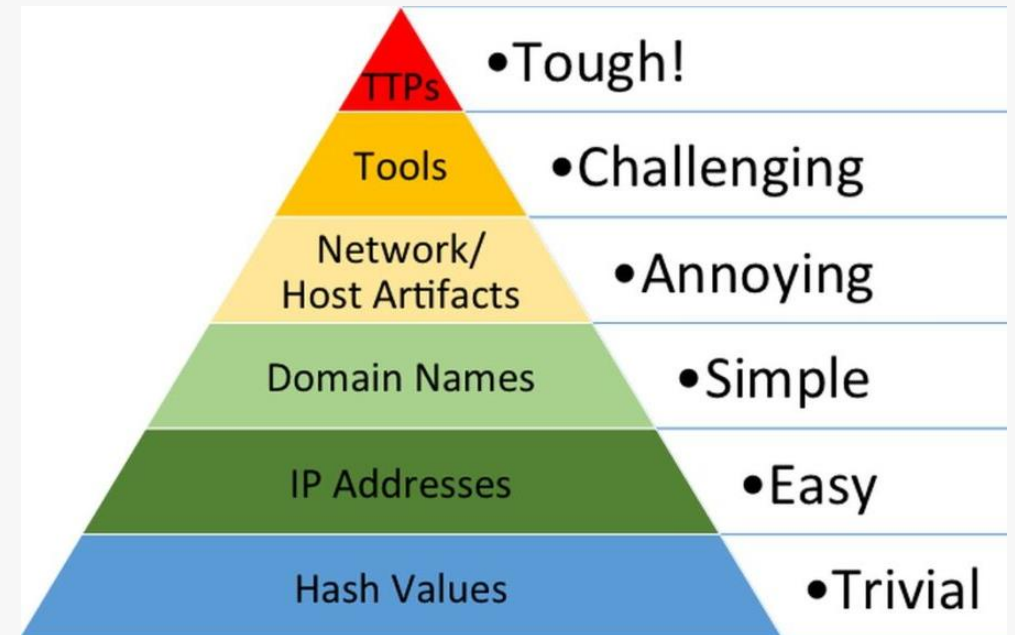 TTPs
•Tough!
Tools
•Challenging
Network/
Host Artifacts
•Annoying
Domain Names
•Simple
IP Addresses
•Easy
Hash Values
•Trivial